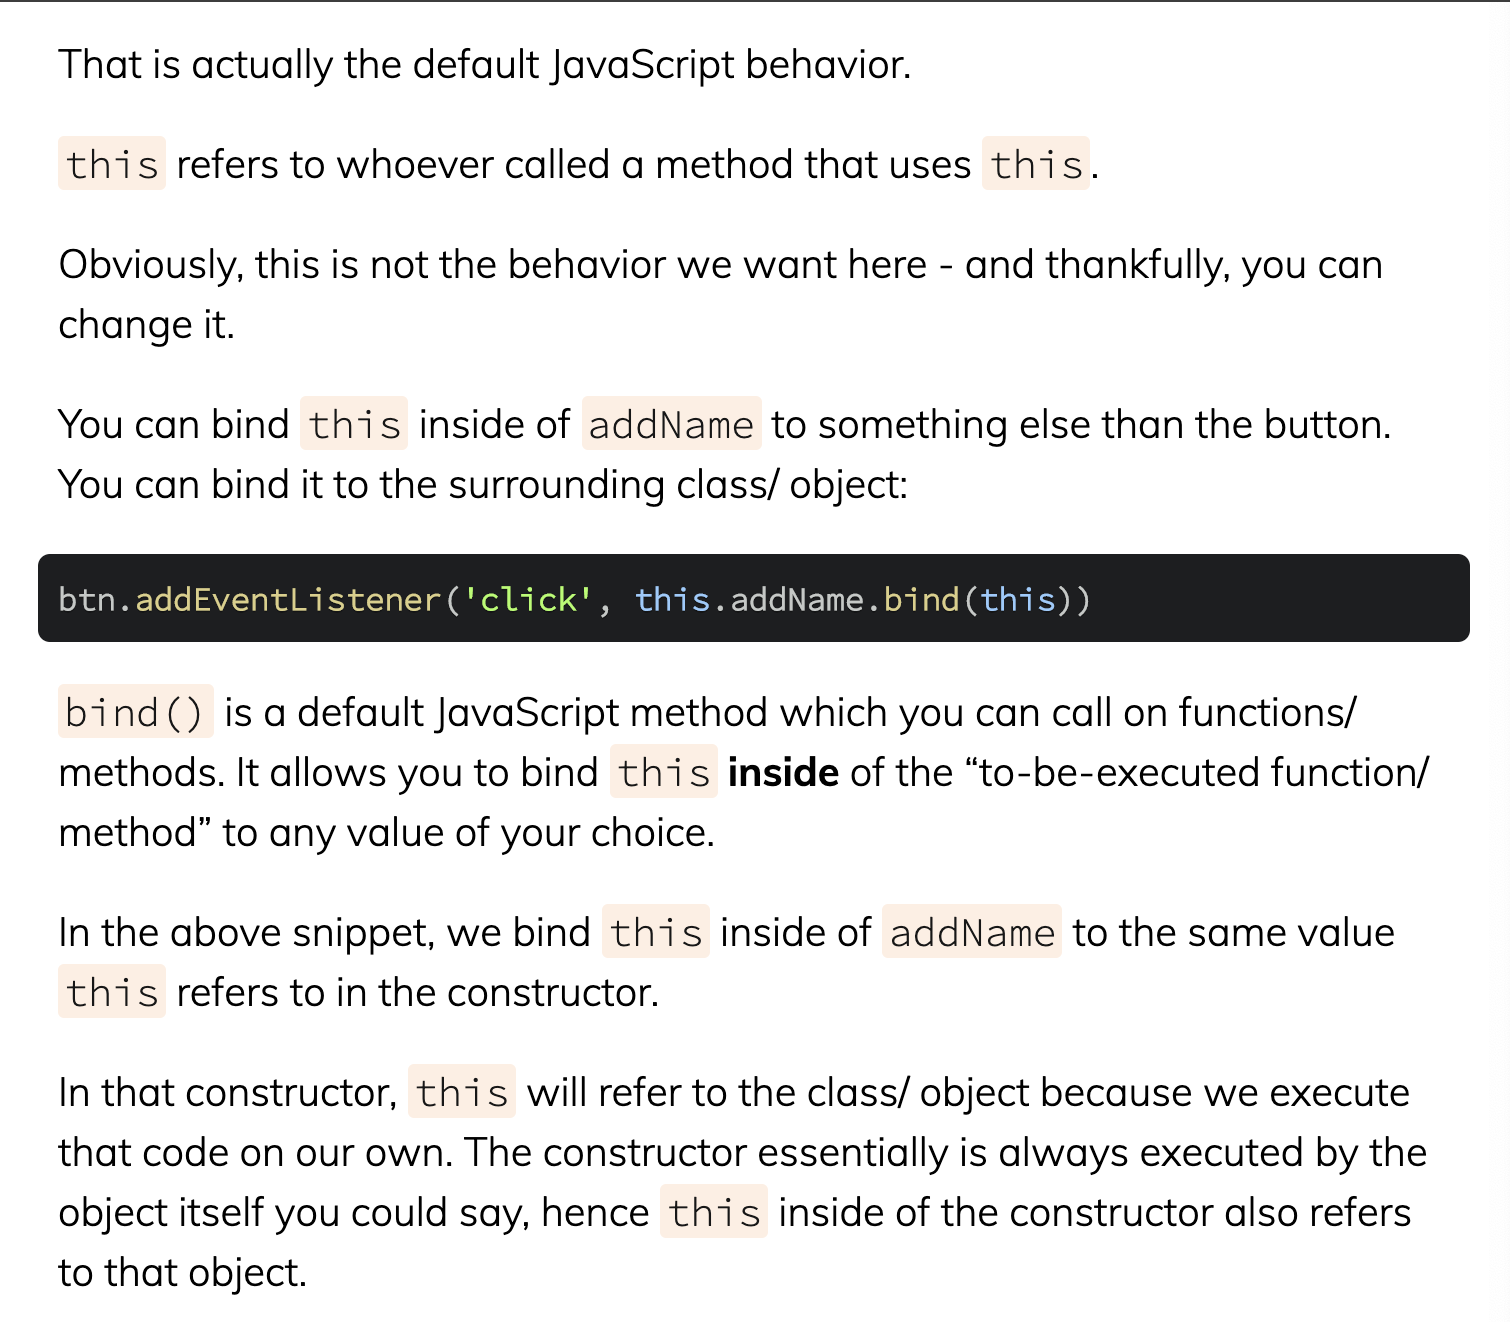 That is actually the default JavaScript behavior.
this refers to whoever called a method that uses this.
Obviously, this is not the behavior we want here - and thankfully, you can
change it.
You can bind this inside of addName to something else than the button.
You can bind it to the surrounding class/ object:
btn.addEventListener('click', this.addName.bind(this))
bind() is a default JavaScript method which you can call on functions/
methods. It allows you to bind this inside of the “to-be-executed function/
method” to any value of your choice.
In the above snippet, we bind this inside of addName to the same value
this refers to in the constructor.
In that constructor, this will refer to the class/ object because we execute
that code on our own. The constructor essentially is always executed by the
object itself you could say, hence this inside of the constructor also refers
to that object.